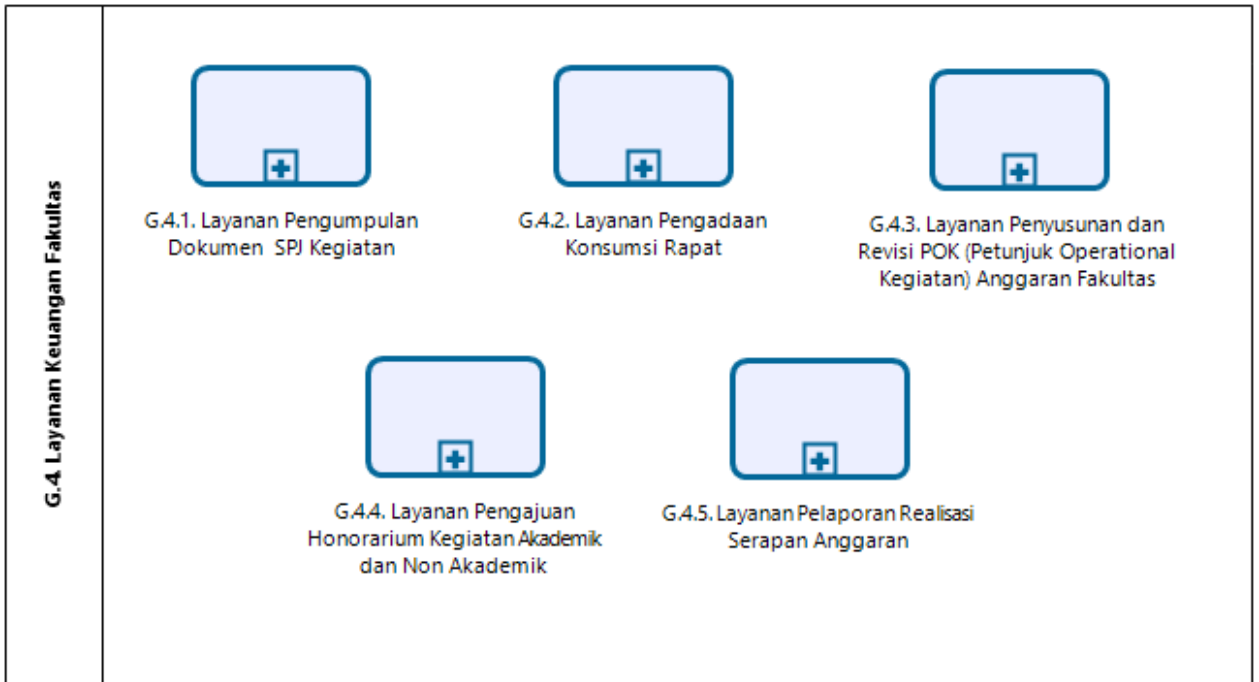 G.4. Layanan Keuangan Fakultas
G.4.1. Layanan Pengumpulan
Dokumen SPJ Kegiatan
G.4.2. Layanan Pengadaan
Konsumsi Rapat
G.4.3. Layanan Penyusunan dan
Revisi POK (Petunjuk Operational
Kegiatan) Anggaran Fakultas
G.4.4. Layanan Pengajuan
Honorarium Kegiatan Akademik
dan Non Akademik
G.4.5. Layanan Pelaporan Realisasi
Serapan Anggaran